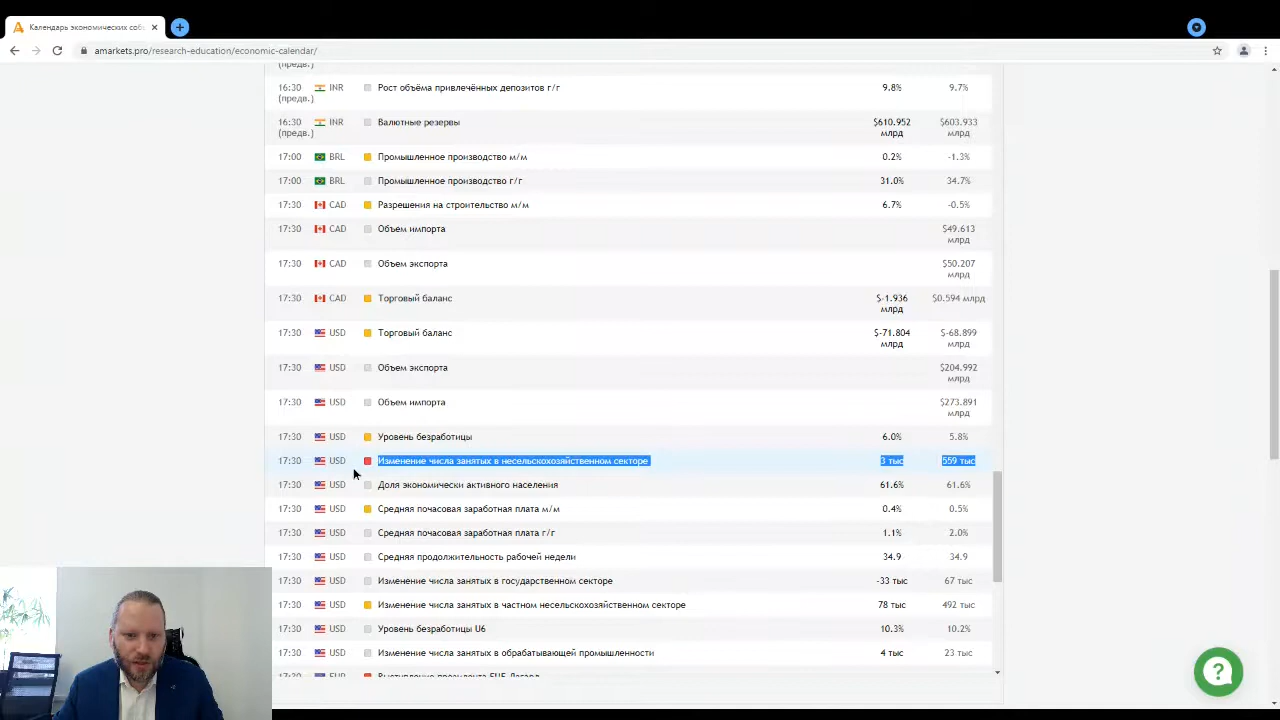 Календарь экономических соб
amarkets.pro/research-education/economic-calendar/
(предв.)
16:30 INR Рост объёма привлечённых депозитов г/г 9.8% 9.7%
(предв.)
16:30 INR Валютные резервы $610.952 $603.933
(предв.) млрд млрд
17:00 BRL Промышленное производство м/м 0.2% -1.3%
17:00 BRL Промышленное производство г/г 31.0% 34.7%
17:30 CAD Разрешения на строительство м/м 6.7% -0.5%
17:30 CAD Объем импорта $49.613
млрд
17:30 CAD Объем экспорта $50.207
млрд
17:30 CAD Торговый баланс $-1.936 $0.594 млрд
млрд
17:30 USD Торговый баланс $-71.804 $-68.899
млрд млрд
17:30 USD Объем экспорта $204.992
млрд
17:30 USD Объем импорта $273.891
млрд
17:30 USD Уровень безработицы 6.0% 5.8%
17:30 USD Изменение числа занятых в несельскохозяйственном секторе 3 тыс 559 тыс
17:30 USD Доля экономически активного населения 61.6% 61.6%
17:30 USD Средняя почасовая заработная плата м/м 0.4% 0.5%
17:30 USD Средняя почасовая заработная плата г/г 1.1% 2.0%
17:30 USD Средняя продолжительность рабочей недели 34.9 34.9
17:30 USD Изменение числа занятых в государственном секторе -33 тыс 67 тыс
17:30 USD Изменение числа занятых в частном несельскохозяйственном секторе 78 тыс 492 тыс
17:30 USD Уровень безработицы U6 10.3% 10.2%
17:30 USD Изменение числа занятых в обрабатывающей промышленности 4 тыс 23 тыс
17:30 EUR Выступление президента ЕЦБ Лагард